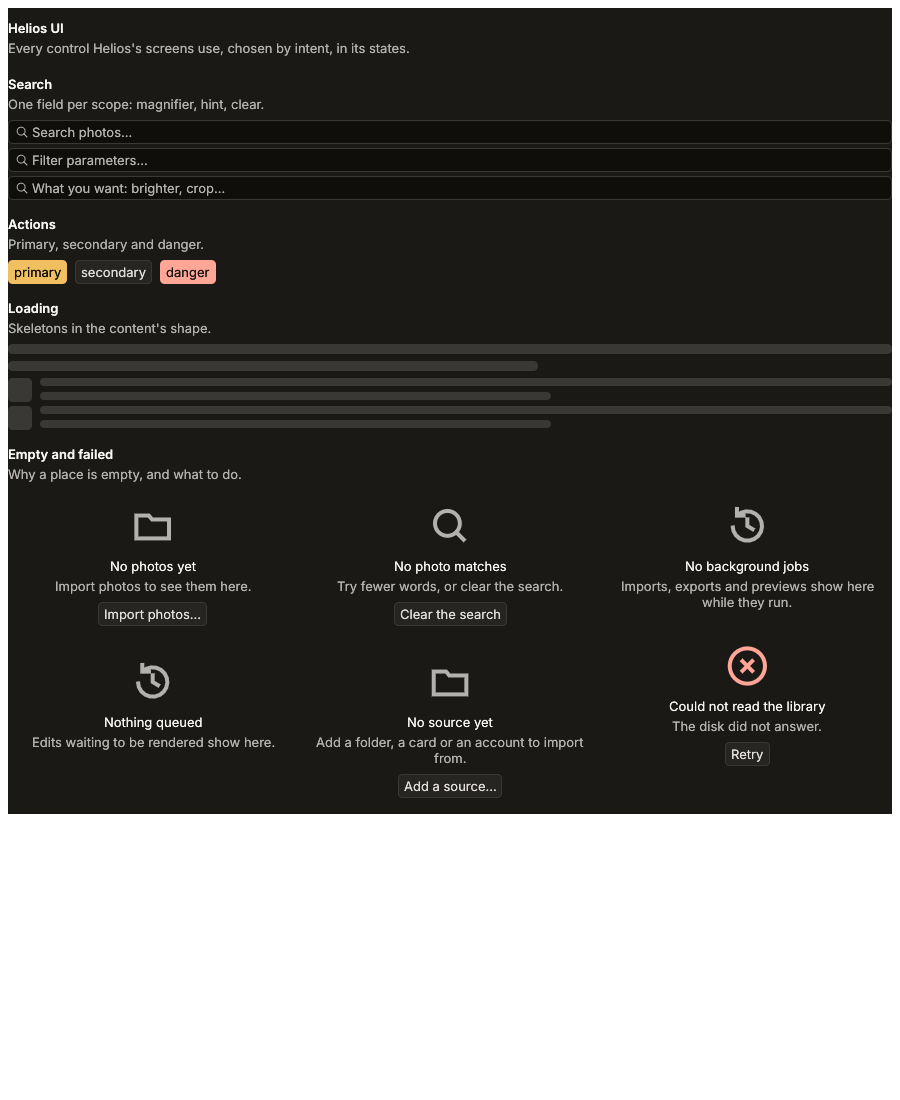 Helios UI
Every control Helios's screens use, chosen by intent, in its states.
Search
One field per scope: magnifier, hint, clear.
Search photos...
Filter parameters...
What you want: brighter, crop...
Actions
Primary, secondary and danger.
primary secondary danger
Loading
Skeletons in the content's shape.
Empty and failed
Why a place is empty, and what to do.
No photos yet
Import photos to see them here.
Import photos...
No photo matches
Try fewer words, or clear the search.
Clear the search
No background jobs
Imports, exports and previews show here
while they run.
Nothing queued
Edits waiting to be rendered show here.
No source yet
Add a folder, a card or an account to import
from.
Add a source...
Could not read the library
The disk did not answer.
Retry